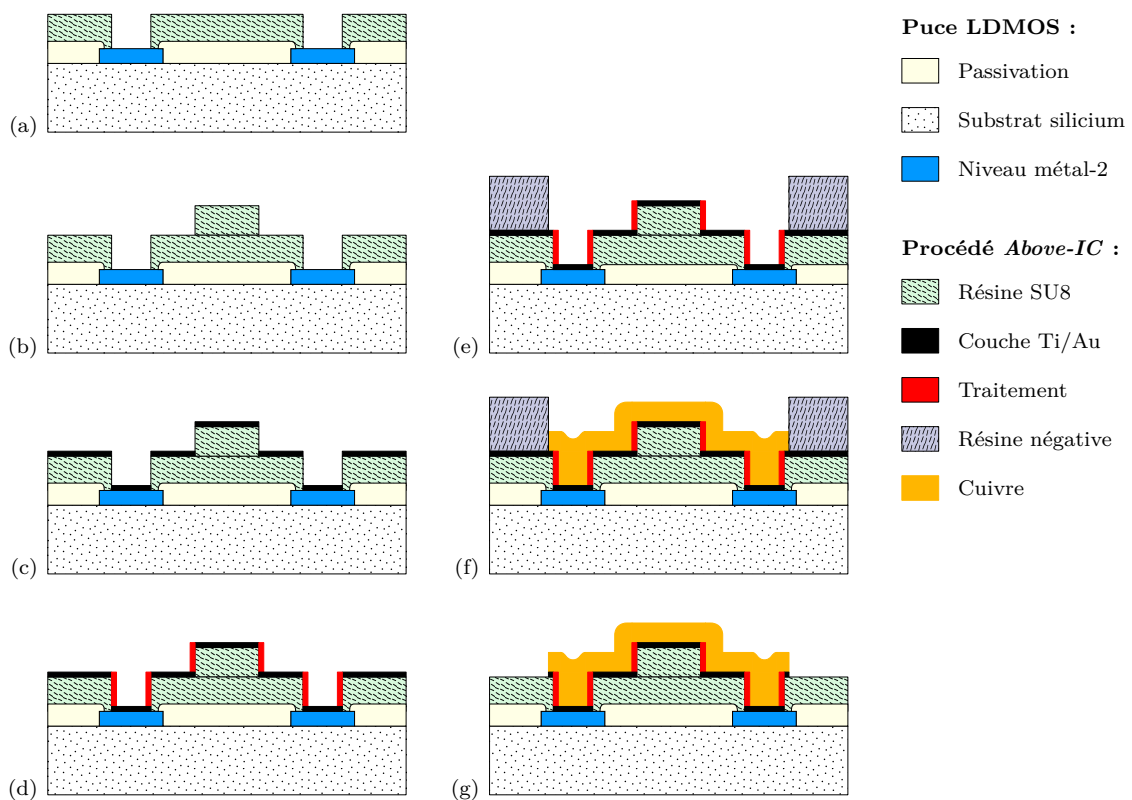 (a)
(b)
(c)
(d)
(e)
(f)
(g)
Puce LDMOS :
Passivation
Substrat silicium
Niveau métal-2
Procédé Above-IC :
Résine SU8
Couche Ti/Au
Traitement
Résine négative
Cuivre